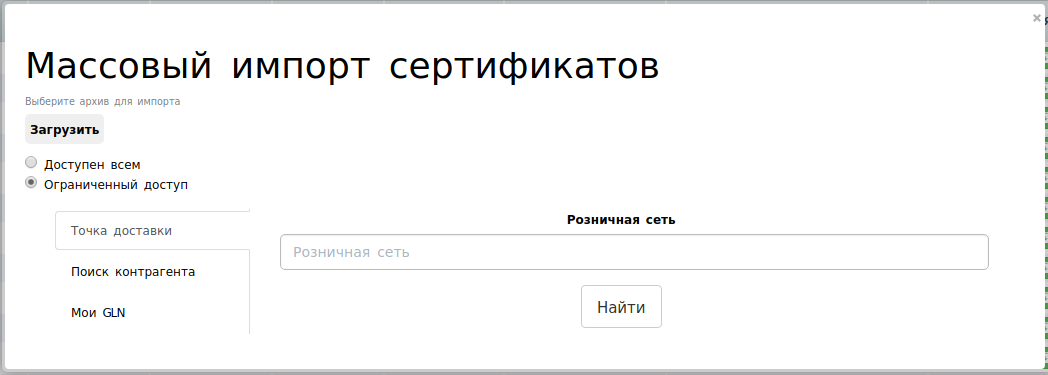 ×
Массовый импорт сертификатов
Выберите архив для импорта
Загрузить
Доступен всем
Ограниченный доступ
Точка доставки
Поиск контрагента
Мои GLN
Розничная сеть
Розничная сеть
Найти